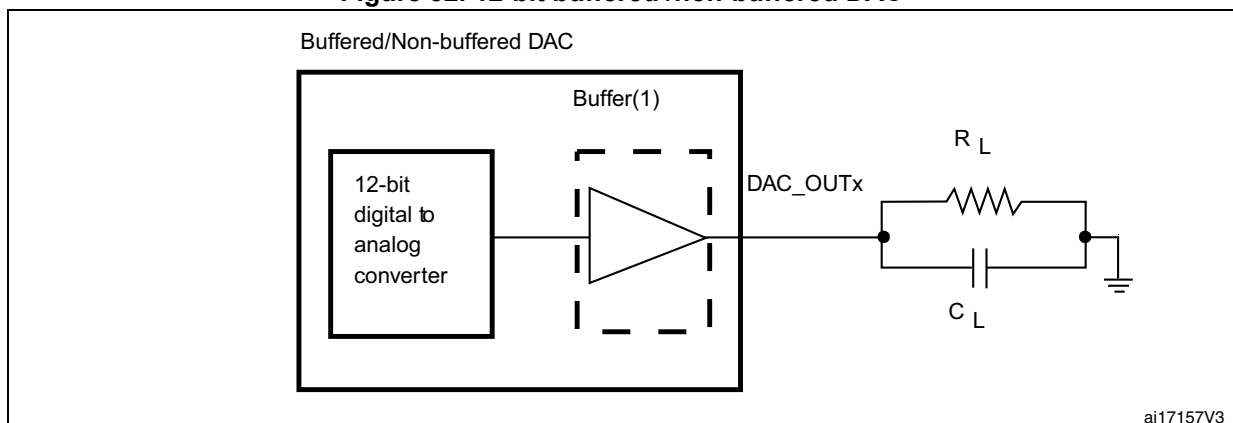 Buffered/Non-buffered DAC
Buffer(1)
12-bit
digital to
analog
converter
DAC_OUTx
R L
C L
ai17157V3